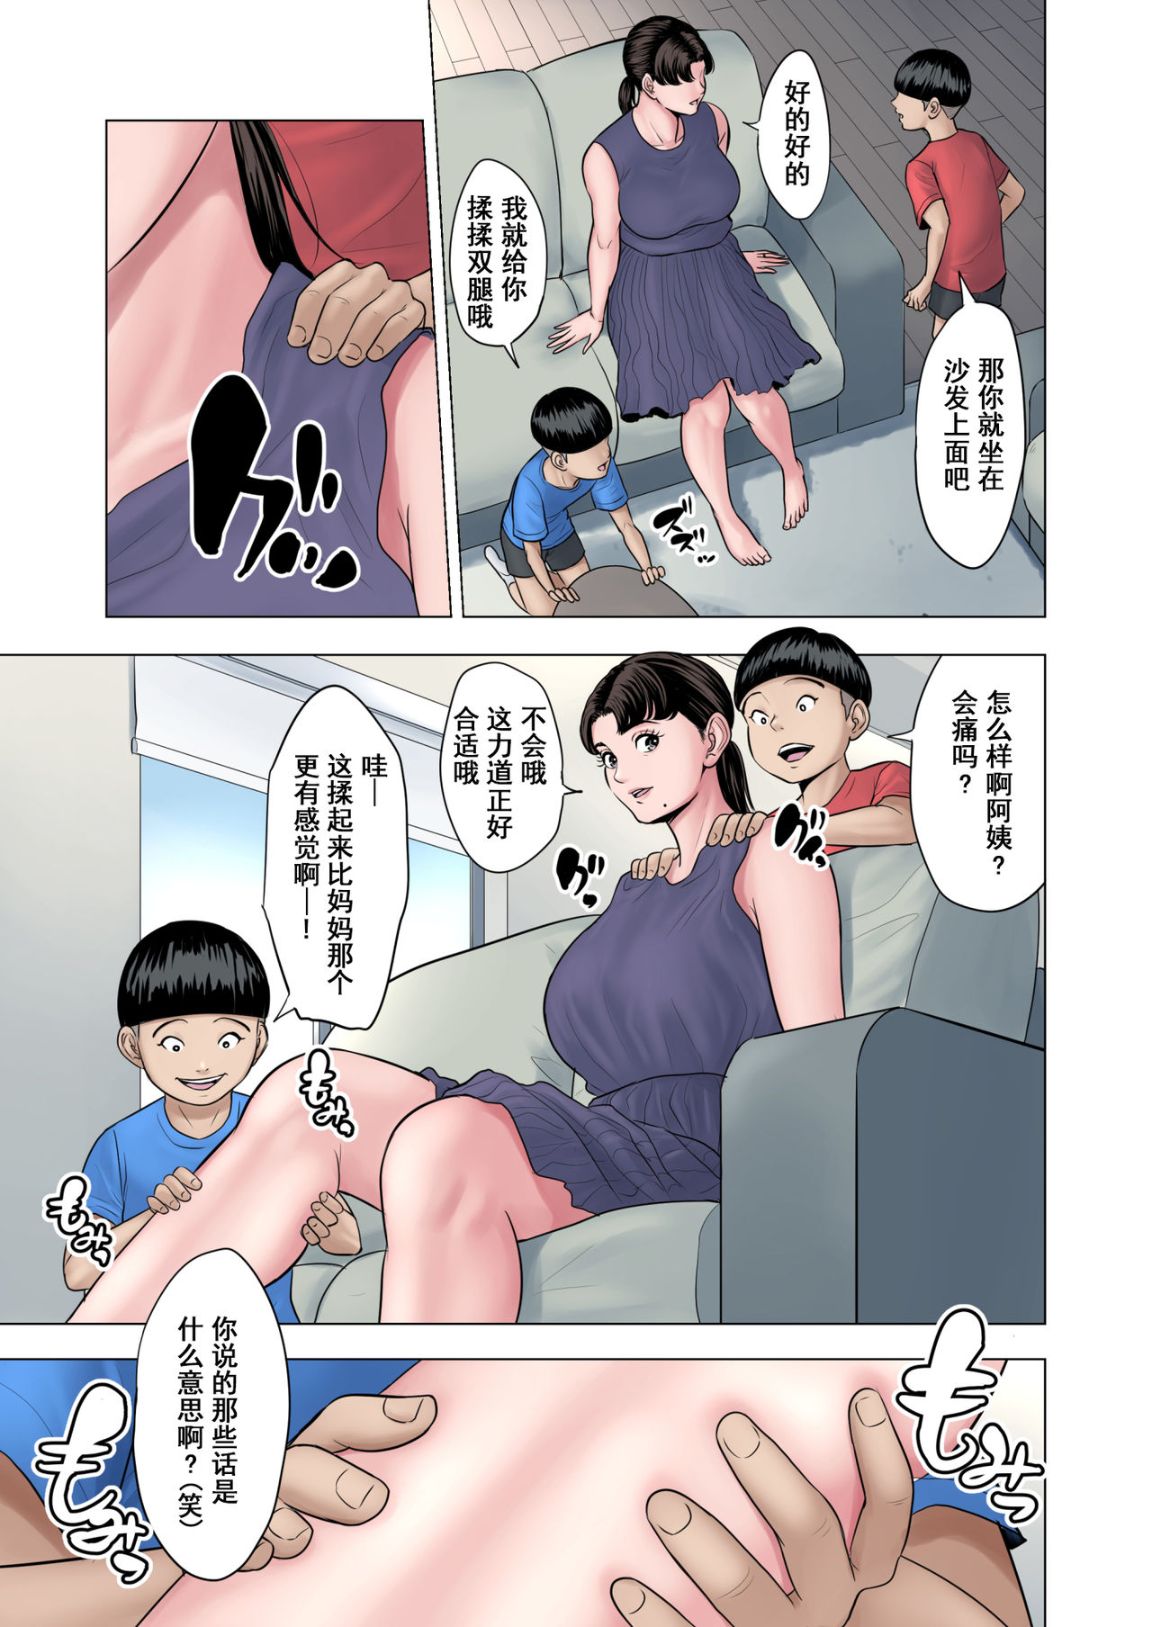 那你就坐在
沙发上面吧
好的好的
我就给你
揉揉双腿哦
ズズッ
グッ
グッ
怎么样啊阿姨？
会痛吗？
グッ
グッ
不会哦
这力道正好
合适哦
哇—
这揉起来比妈妈那个
更有感觉啊—！
もみっ
もみっ
もみっ
你说的那些话是
什么意思啊？（笑）
もみっ